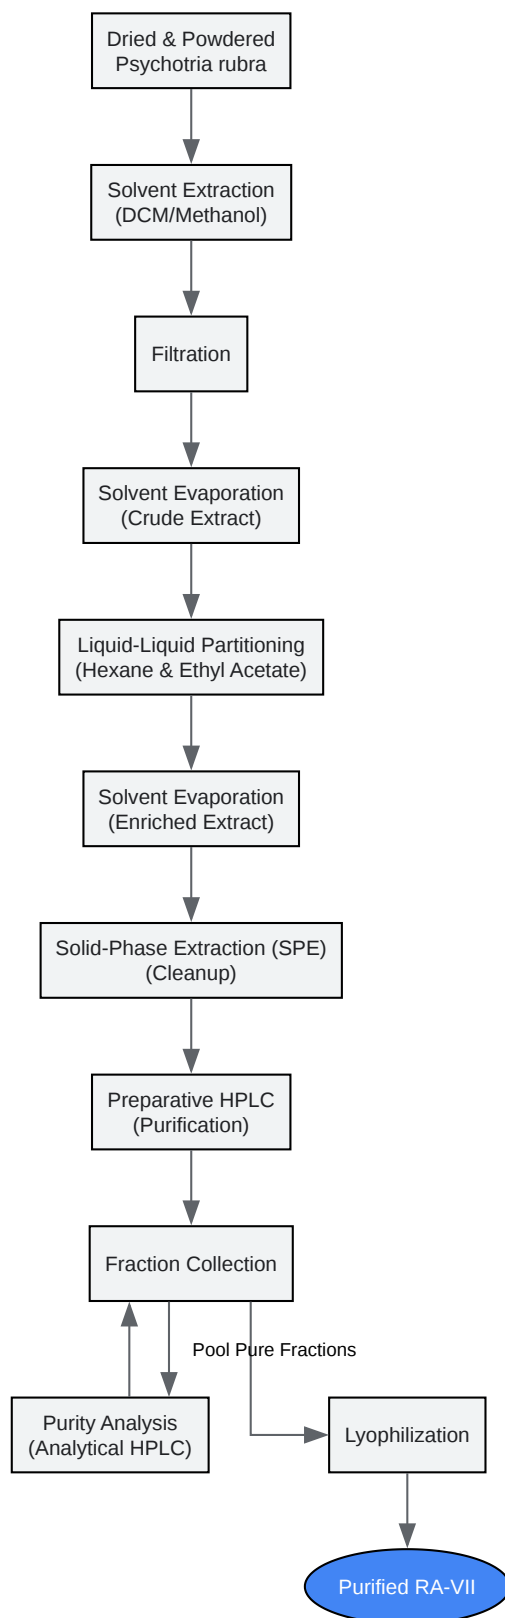 Dried & Powdered
Psychotria rubra
Solvent Extraction
(DCM/Methanol)
Filtration
Solvent Evaporation
(Crude Extract)
Liquid-Liquid Partitioning
(Hexane & Ethyl Acetate)
Solvent Evaporation
(Enriched Extract)
Solid-Phase Extraction (SPE)
(Cleanup)
Preparative HPLC
(Purification)
Fraction Collection
Pool Pure Fractions
Purity Analysis
(Analytical HPLC)
Lyophilization
Purified RA-VII